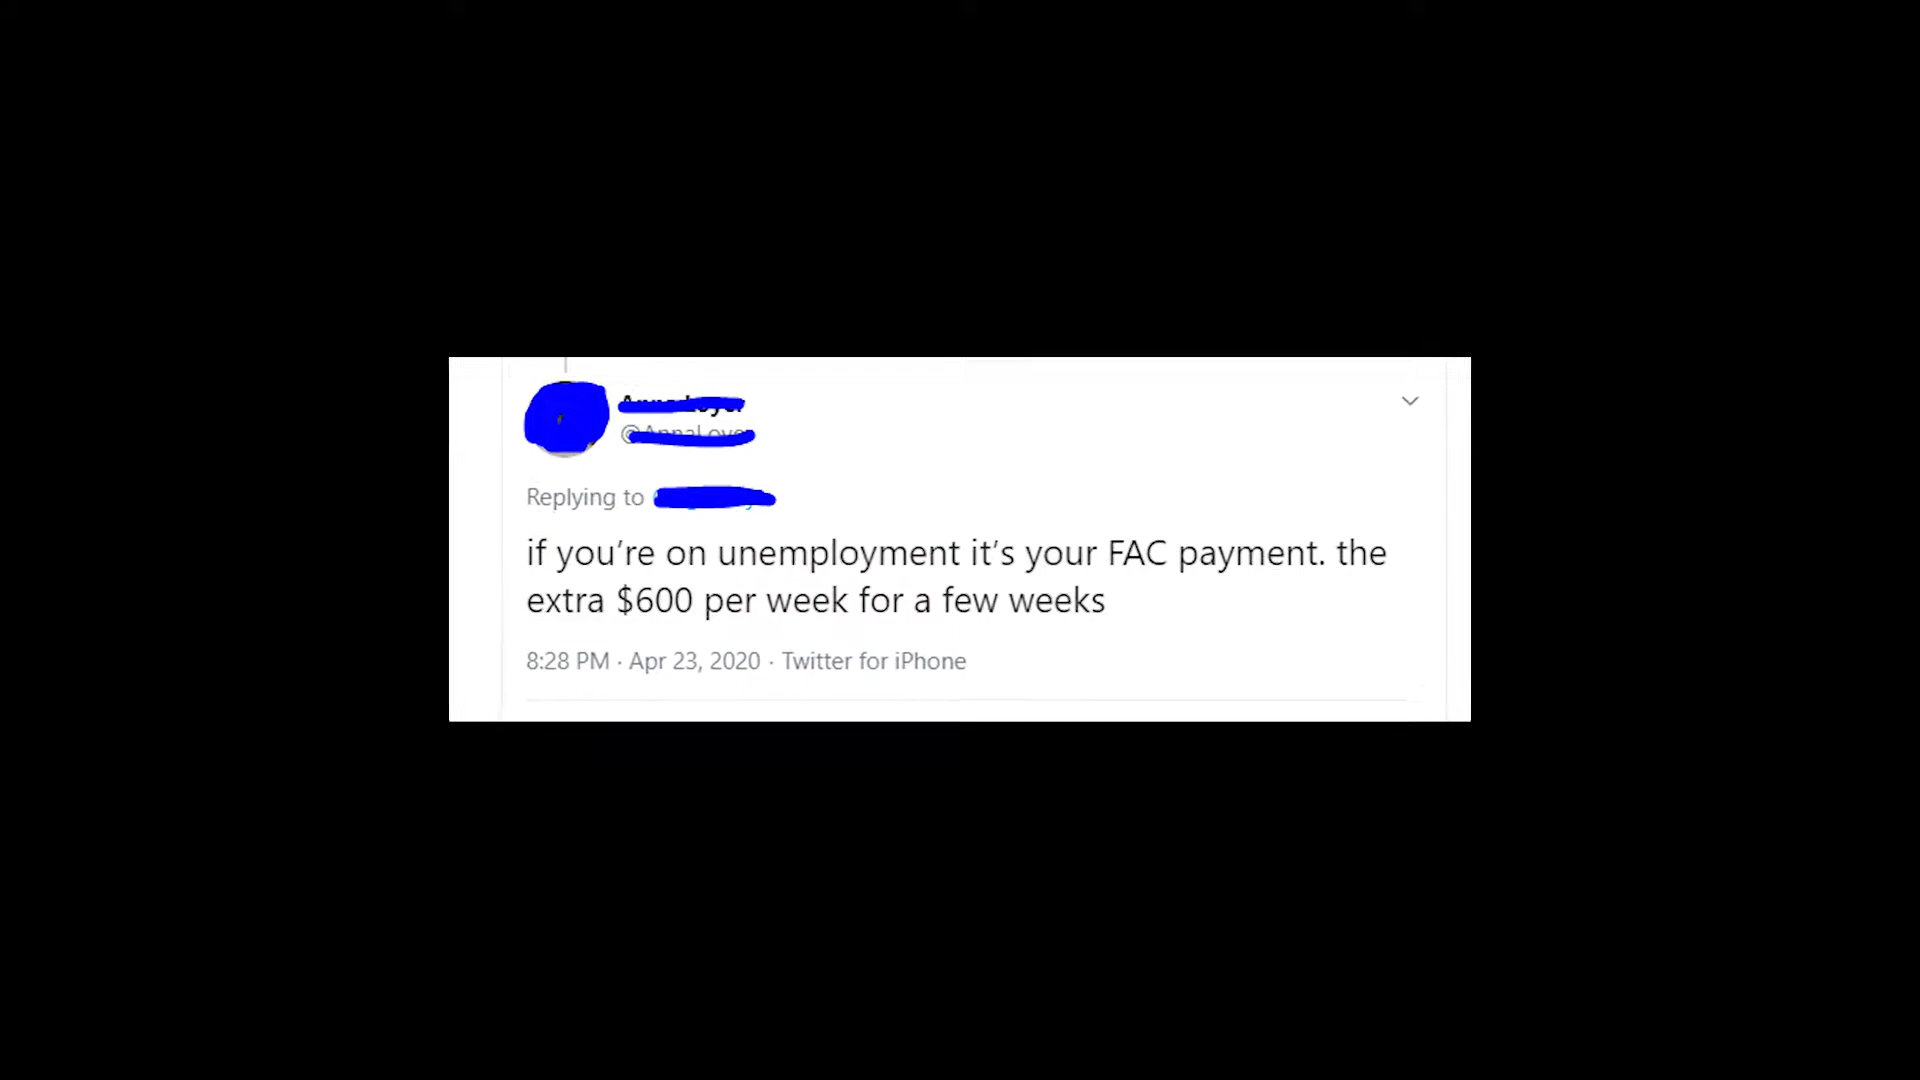 Replying to
if you're on unemployment it's your FAC payment. the
extra $600 per week for a few weeks
8:28 PM · Apr 23, 2020 · Twitter for iPhone